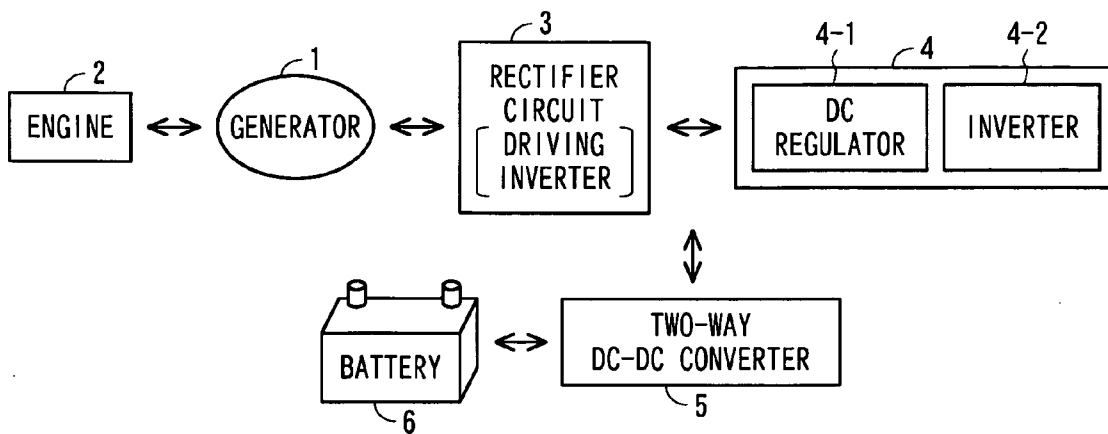 2
ENGINE
1
GENERATOR
3
RECTIFIER
CIRCUIT
DRIVING
INVERTER
4-1
4
4-2
DC
REGULATOR
INVERTER
BATTERY
6
TWO-WAY
DC-DC CONVERTER
5